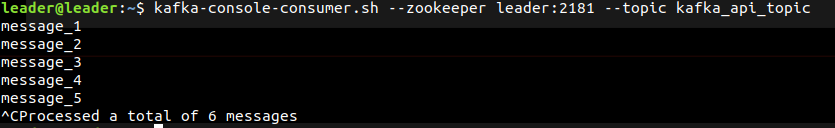 leader@leader:~$ kafka-console-consumer.sh --zookeeper leader:2181 --topic kafka_api_topic
message_1
message_2
message_3
message_4
message_5
^CProcessed a total of 6 messages